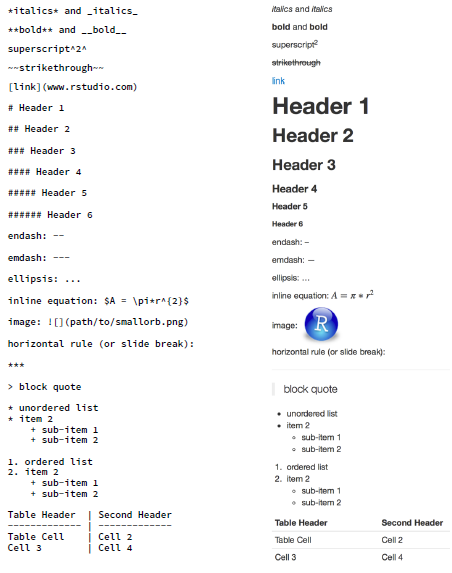 *italics* and _italics_
**bold** and __bold__
superscript^2^
~~strikethrough~~
[link](www.rstudio.com)
# Header 1
## Header 2
### Header 3
#### Header 4
##### Header 5
###### Header 6
endash: --
emdash: ---
ellipsis: ...
inline equation: $A = \pi*r^{2}$
image: ![](path/to/smallorb.png)
horizontal rule (or slide break):
***
> block quote
* unordered list
* item 2
    + sub-item 1
    + sub-item 2
1. ordered list
2. item 2
    + sub-item 1
    + sub-item 2
Table Header  | Second Header
------------- | -------------
Table Cell    | Cell 2
Cell 3        | Cell 4
italics and italics
bold and bold
superscript²
strikethrough
link
Header 1
Header 2
Header 3
Header 4
Header 5
Header 6
endash: –
emdash: —
ellipsis: …
inline equation: A = π * r²
image: R
horizontal rule (or slide break):
block quote
• unordered list
• item 2
    ◦ sub-item 1
    ◦ sub-item 2
1. ordered list
2. item 2
    ◦ sub-item 1
    ◦ sub-item 2
Table Header Second Header
Table Cell Cell 2
Cell 3 Cell 4